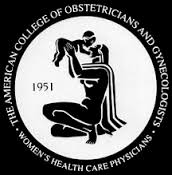 THE AMERICAN COLLEGE OF OBSTETRICIANS AND GYNECOLOGISTS
1951
• WOMEN'S HEALTH CARE PHYSICIANS •